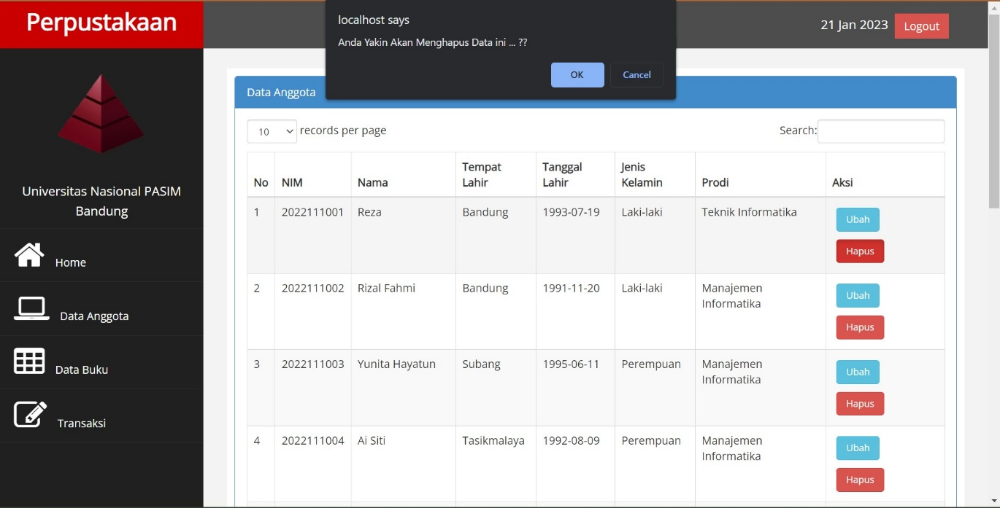 Perpustakaan
localhost says
Anda Yakin Akan Menghapus Data ini ... ??
OK Cancel
21 Jan 2023 Logout
Universitas Nasional PASIM
Bandung
Home
Data Anggota
Data Buku
Transaksi
Data Anggota
10 records per page Search:
No NIM Nama Tempat Lahir Tanggal Lahir Jenis Kelamin Prodi Aksi
1 2022111001 Reza Bandung 1993-07-19 Laki-laki Teknik Informatika Ubah
Hapus
2 2022111002 Rizal Fahmi Bandung 1991-11-20 Laki-laki Manajemen Informatika Ubah
Hapus
3 2022111003 Yunita Hayatun Subang 1995-06-11 Perempuan Manajemen Informatika Ubah
Hapus
4 2022111004 Ai Siti Tasikmalaya 1992-08-09 Perempuan Manajemen Informatika Ubah
Hapus